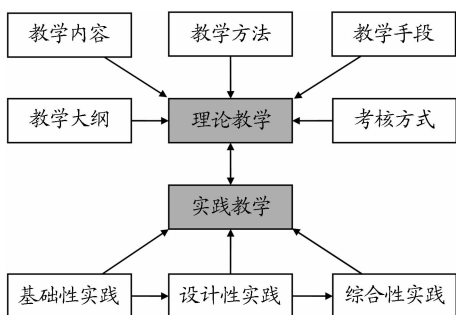 教学内容 教学方法 教学手段
教学大纲 理论教学 考核方式
实践教学
基础性实践 设计性实践 综合性实践